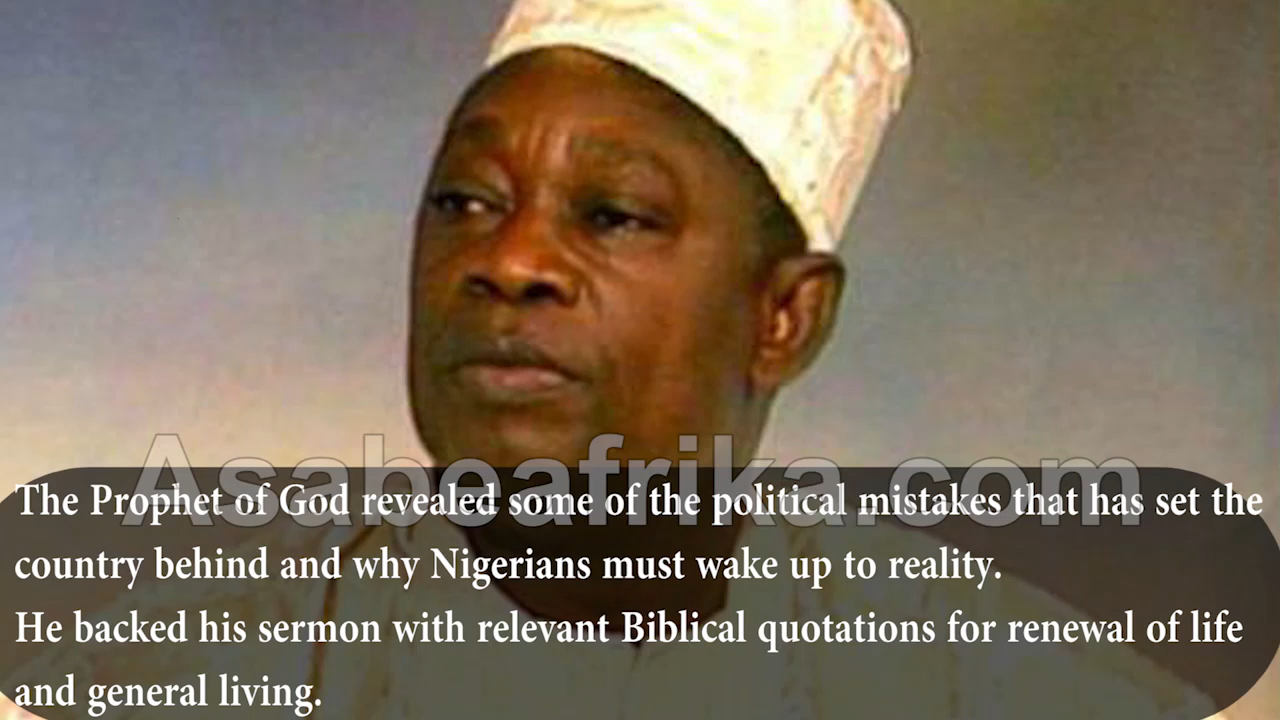 Asabeafrika.com
The Prophet of God revealed some of the political mistakes that has set the
country behind and why Nigerians must wake up to reality.
He backed his sermon with relevant Biblical quotations for renewal of life
and general living.